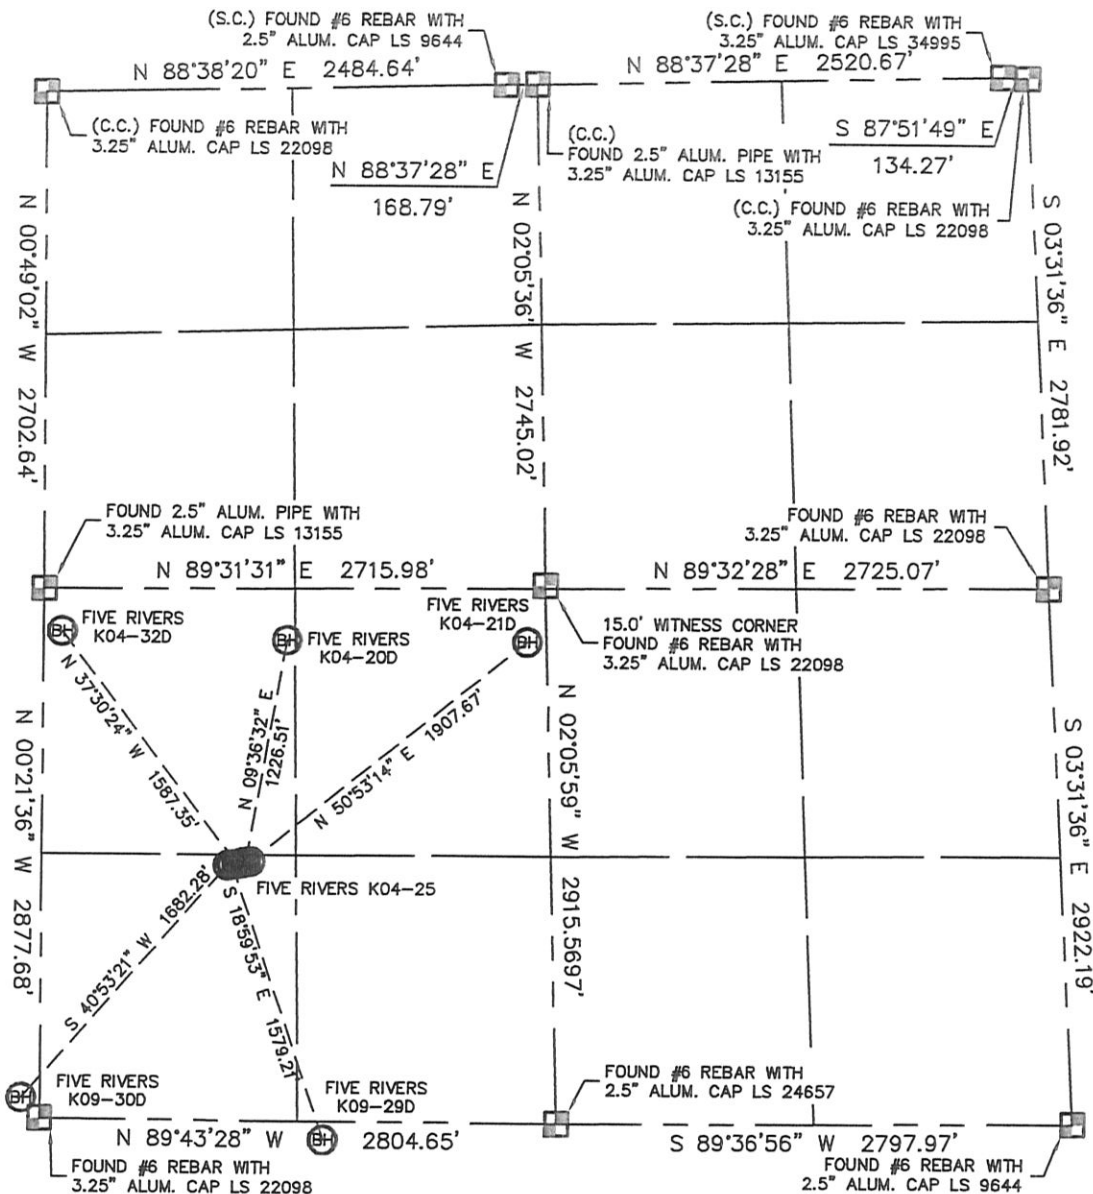 (S.C.) FOUND #6 REBAR WITH
2.5" ALUM. CAP LS 9644
(S.C.) FOUND #6 REBAR WITH
3.25" ALUM. CAP LS 34995
N 88°38'20" E 2484.64'
N 88°37'28" E 2520.67'
(C.C.) FOUND #6 REBAR WITH
3.25" ALUM. CAP LS 22098
N 88°37'28" E
168.79'
(C.C.)
FOUND 2.5" ALUM. PIPE WITH
3.25" ALUM. CAP LS 13155
S 87°51'49" E
134.27'
(C.C.) FOUND #6 REBAR WITH
3.25" ALUM. CAP LS 22098
N 00°49'02" W 2702.64'
N 02°05'36" W 2745.02'
S 03°31'36" E 2781.92'
FOUND 2.5" ALUM. PIPE WITH
3.25" ALUM. CAP LS 13155
FOUND #6 REBAR WITH
3.25" ALUM. CAP LS 22098
N 89°31'31" E 2715.98'
N 89°32'28" E 2725.07'
BH
FIVE RIVERS
K04-32D
BH
FIVE RIVERS
K04-20D
FIVE RIVERS
K04-21D
BH
15.0' WITNESS CORNER
FOUND #6 REBAR WITH
3.25" ALUM. CAP LS 22098
N 37°30'24" W 1587.35'
N 09°36'32" E
1226.51'
N 50°53'14" E 1907.67'
N 00°21'36" W 2877.68'
N 02°05'59" W 2915.5697'
S 03°31'36" E 2922.19'
FIVE RIVERS K04-25
S 40°53'21" W 1682.28'
S 18°59'53" E 1579.21'
BH
FIVE RIVERS
K09-30D
FIVE RIVERS
K09-29D
BH
FOUND #6 REBAR WITH
2.5" ALUM. CAP LS 24657
N 89°43'28" W 2804.65'
S 89°36'56" W 2797.97'
FOUND #6 REBAR WITH
3.25" ALUM. CAP LS 22098
FOUND #6 REBAR WITH
2.5" ALUM. CAP LS 9644